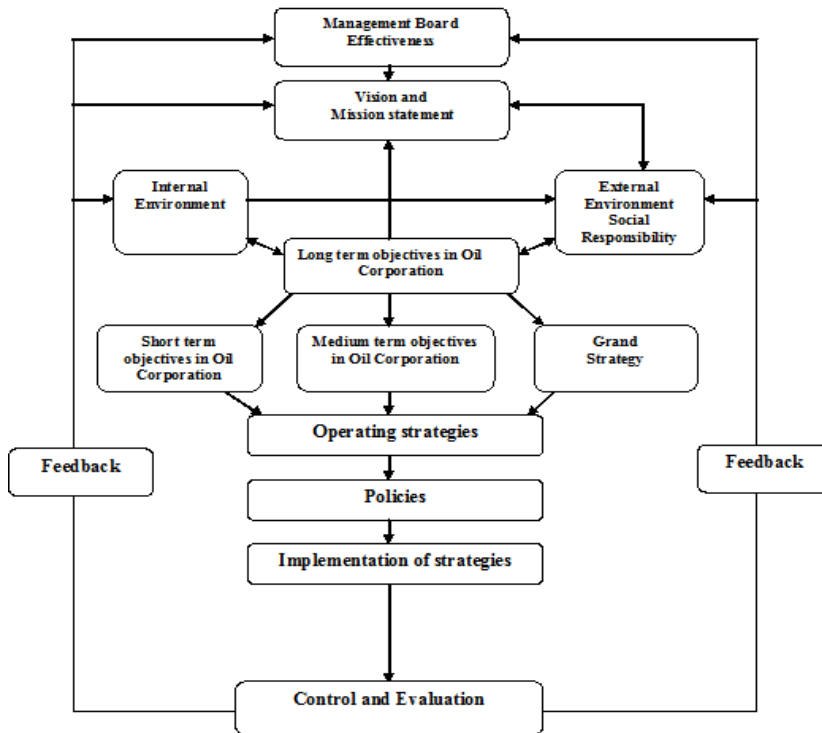 Management Board
Effectiveness
Vision and
Mission statement
Internal
Environment
External
Environment
Social
Responsibility
Long term objectives in Oil
Corporation
Short term
objectives in Oil
Corporation
Medium term objectives
in Oil Corporation
Grand
Strategy
Operating strategies
Feedback
Feedback
Policies
Implementation of strategies
Control and Evaluation